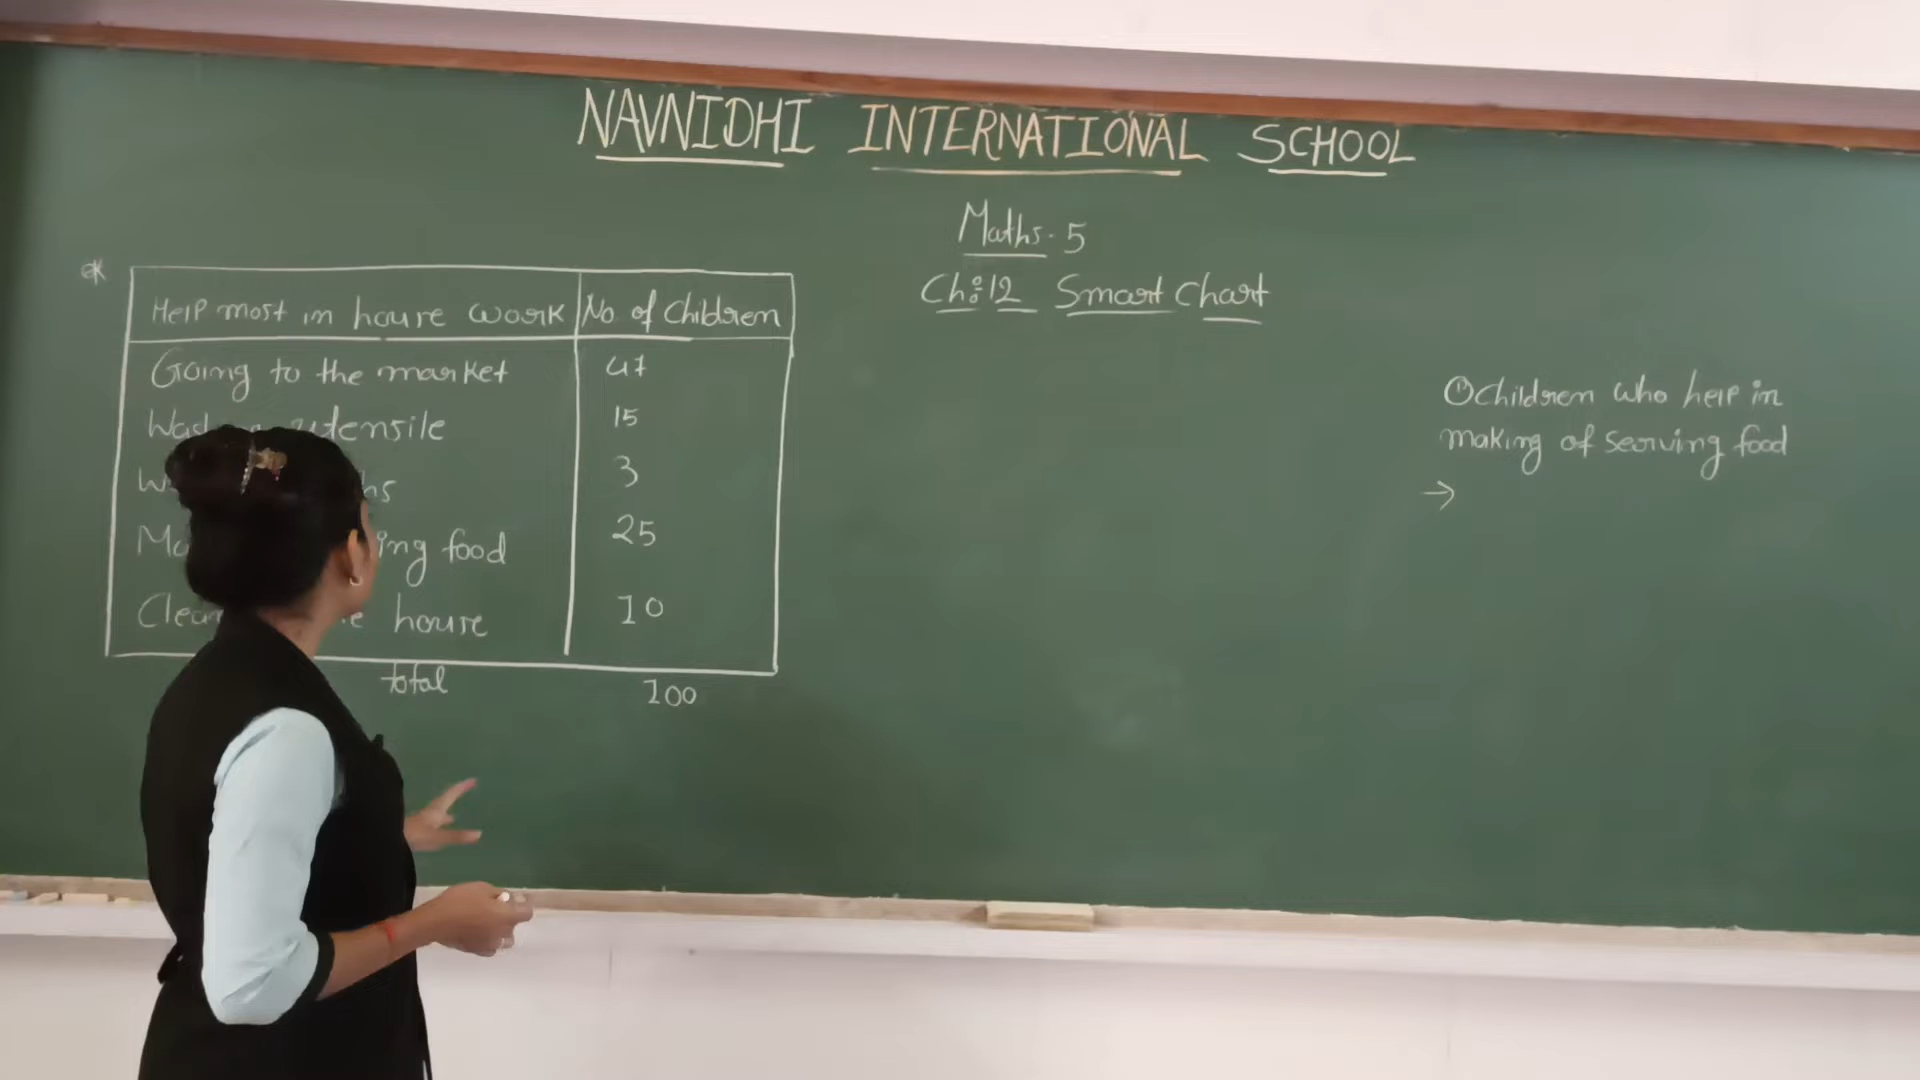 NAVNIDHI INTERNATIONAL SCHOOL
Maths. 5
Ch:12 Smart Chart
Help most in house work No. of children
Going to the market 47
utensile 15
3
food 25
house 10
total 100
① children who help in
making of serving food
→